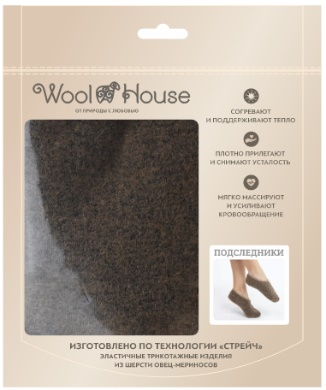 Wool House
ОТ ПРИРОДЫ С ЛЮБОВЬЮ
СОГРЕВАЮТ
И ПОДДЕРЖИВАЮТ ТЕПЛО
ПЛОТНО ПРИЛЕГАЮТ
И СНИМАЮТ УСТАЛОСТЬ
МЯГКО МАССИРУЮТ
И УСИЛИВАЮТ
КРОВООБРАЩЕНИЕ
ПОДСЛЕДНИКИ
ИЗГОТОВЛЕНО ПО ТЕХНОЛОГИИ «СТРЕЙЧ»
ЭЛАСТИЧНЫЕ ТРИКОТАЖНЫЕ ИЗДЕЛИЯ
ИЗ ШЕРСТИ ОВЕЦ-МЕРИНОСОВ